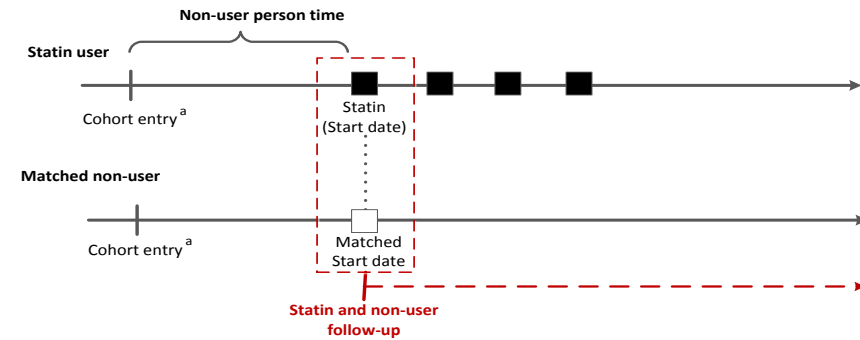 Non-user person time
Statin user
Cohort entry a
Statin
(Start date)
Matched non-user
Cohort entry a
Matched
Start date
Statin and non-user
follow-up